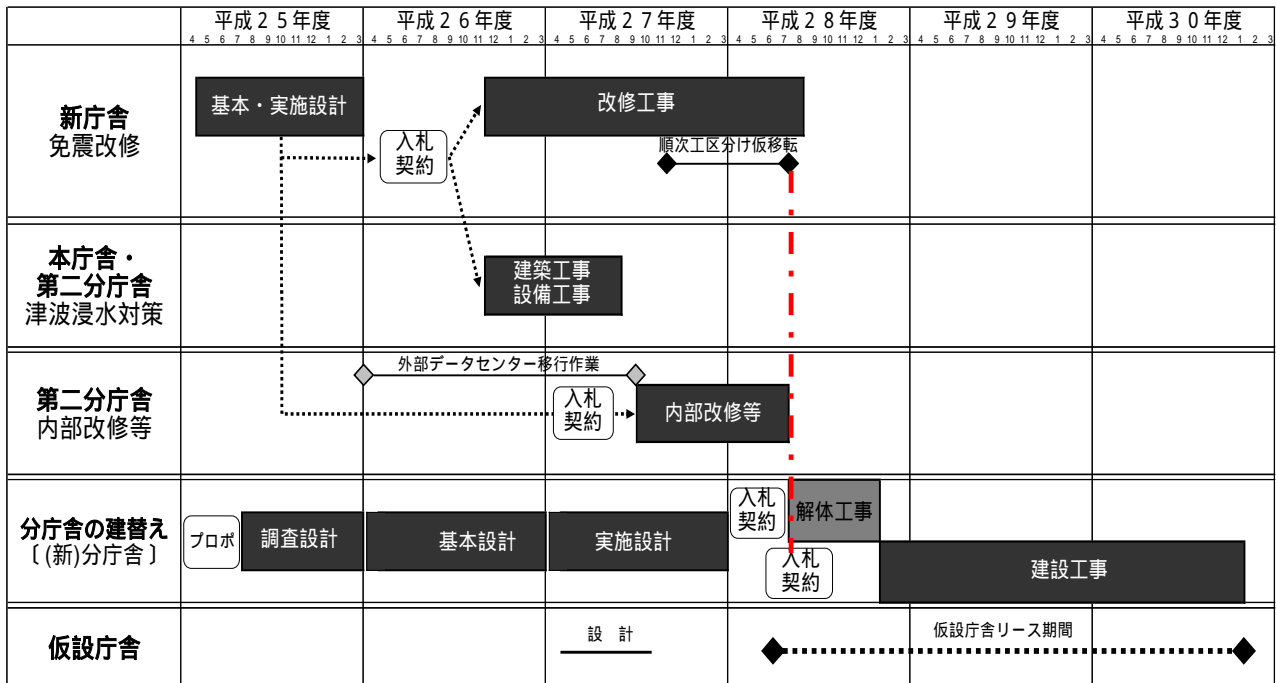 平成２５年度 平成２６年度 平成２７年度 平成２８年度 平成２９年度 平成３０年度
4 5 6 7 8 9 10 11 12 1 2 3 4 5 6 7 8 9 10 11 12 1 2 3 4 5 6 7 8 9 10 11 12 1 2 3 4 5 6 7 8 9 10 11 12 1 2 3 4 5 6 7 8 9 10 11 12 1 2 3 4 5 6 7 8 9 10 11 12 1 2 3
新庁舎
免震改修
基本・実施設計
入札
契約
改修工事
順次工区分け仮移転
本庁舎・
第二分庁舎
津波浸水対策
建築工事
設備工事
第二分庁舎
内部改修等
外部データセンター移行作業
入札
契約
内部改修等
分庁舎の建替え
〔(新)分庁舎〕
プロポ
調査設計
基本設計
実施設計
入札
契約
解体工事
入札
契約
建設工事
仮設庁舎
設　計
仮設庁舎リース期間